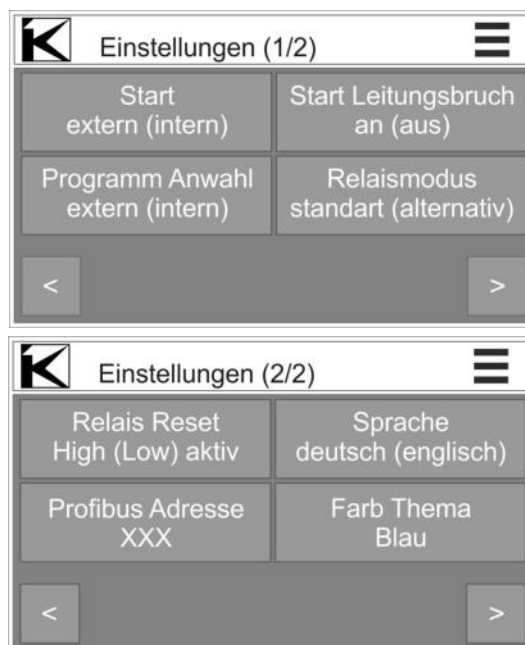 Einstellungen (1/2)
Start
extern (intern)
Start Leitungsbruch
an (aus)
Programm Anwahl
extern (intern)
Relaismodus
standart (alternativ)
<
>
Einstellungen (2/2)
Relais Reset
High (Low) aktiv
Sprache
deutsch (englisch)
Profibus Adresse
XXX
Farb Thema
Blau
<
>